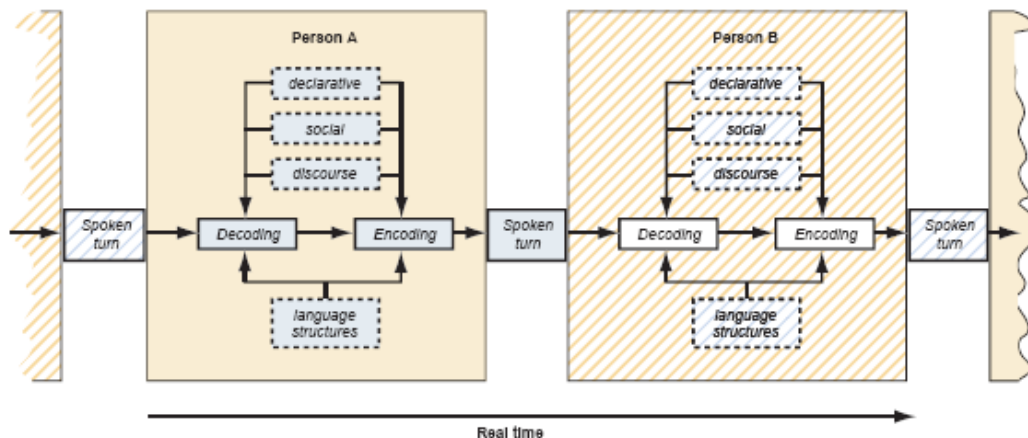 Person A
declarative
social
discourse
Spoken
turn
Decoding
Encoding
language
structures
Spoken
turn
Person B
declarative
social
discourse
Decoding
Encoding
language
structures
Spoken
turn
Real time